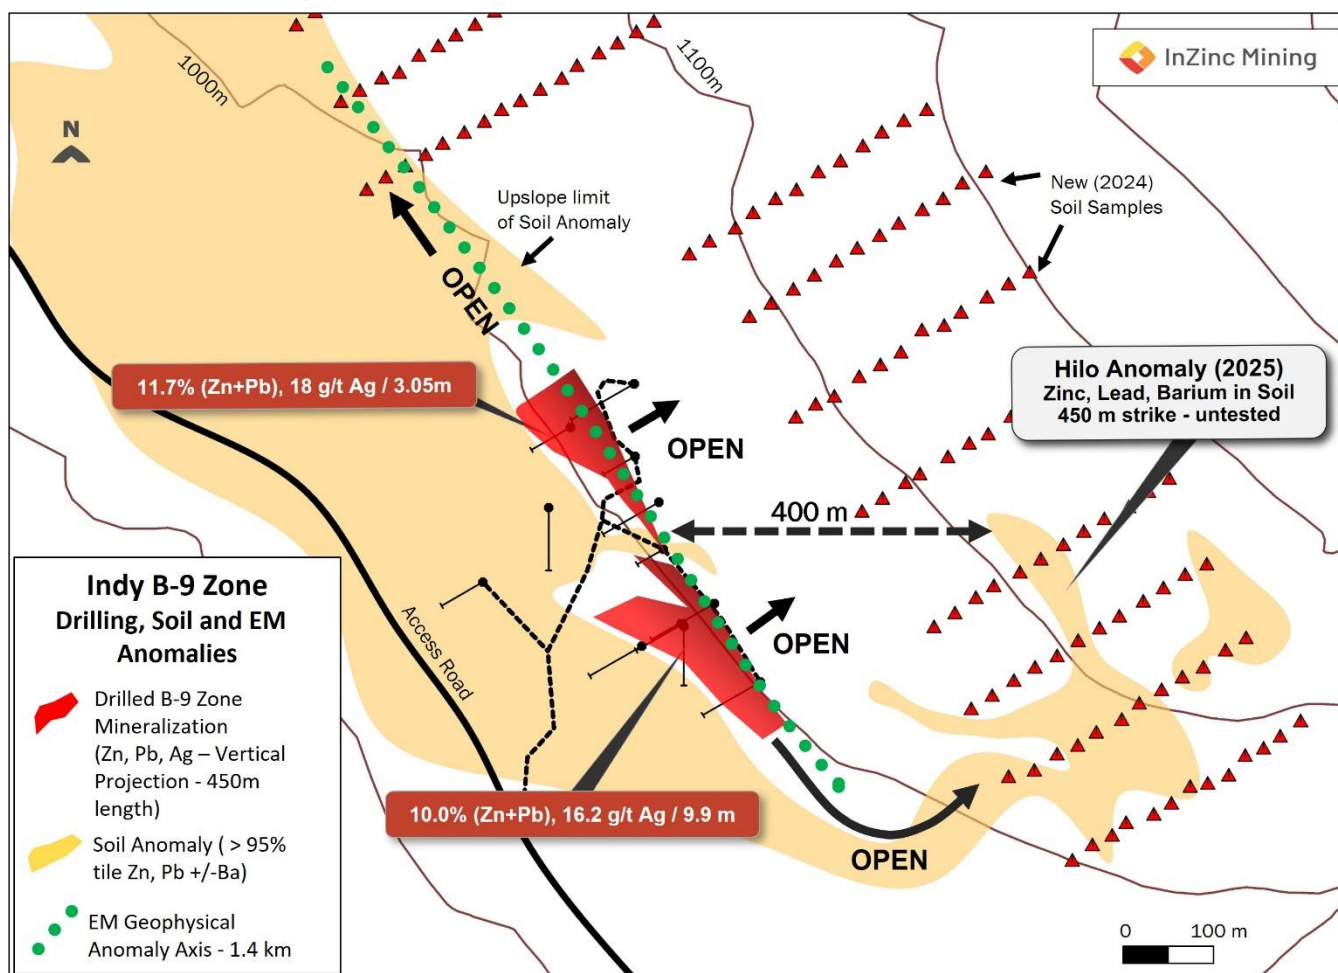 1000m
1100m
InZinc Mining
N
Upslope limit
of Soil Anomaly
New (2024)
Soil Samples
OPEN
11.7% (Zn+Pb), 18 g/t Ag / 3.05m
Hilo Anomaly (2025)
Zinc, Lead, Barium in Soil
450 m strike - untested
OPEN
400 m
OPEN
Access Road
Indy B-9 Zone
Drilling, Soil and EM
Anomalies
Drilled B-9 Zone
Mineralization
(Zn, Pb, Ag – Vertical
Projection - 450m
length)
Soil Anomaly ( > 95%
tile Zn, Pb +/-Ba)
EM Geophysical
Anomaly Axis - 1.4 km
10.0% (Zn+Pb), 16.2 g/t Ag / 9.9 m
OPEN
0 100 m